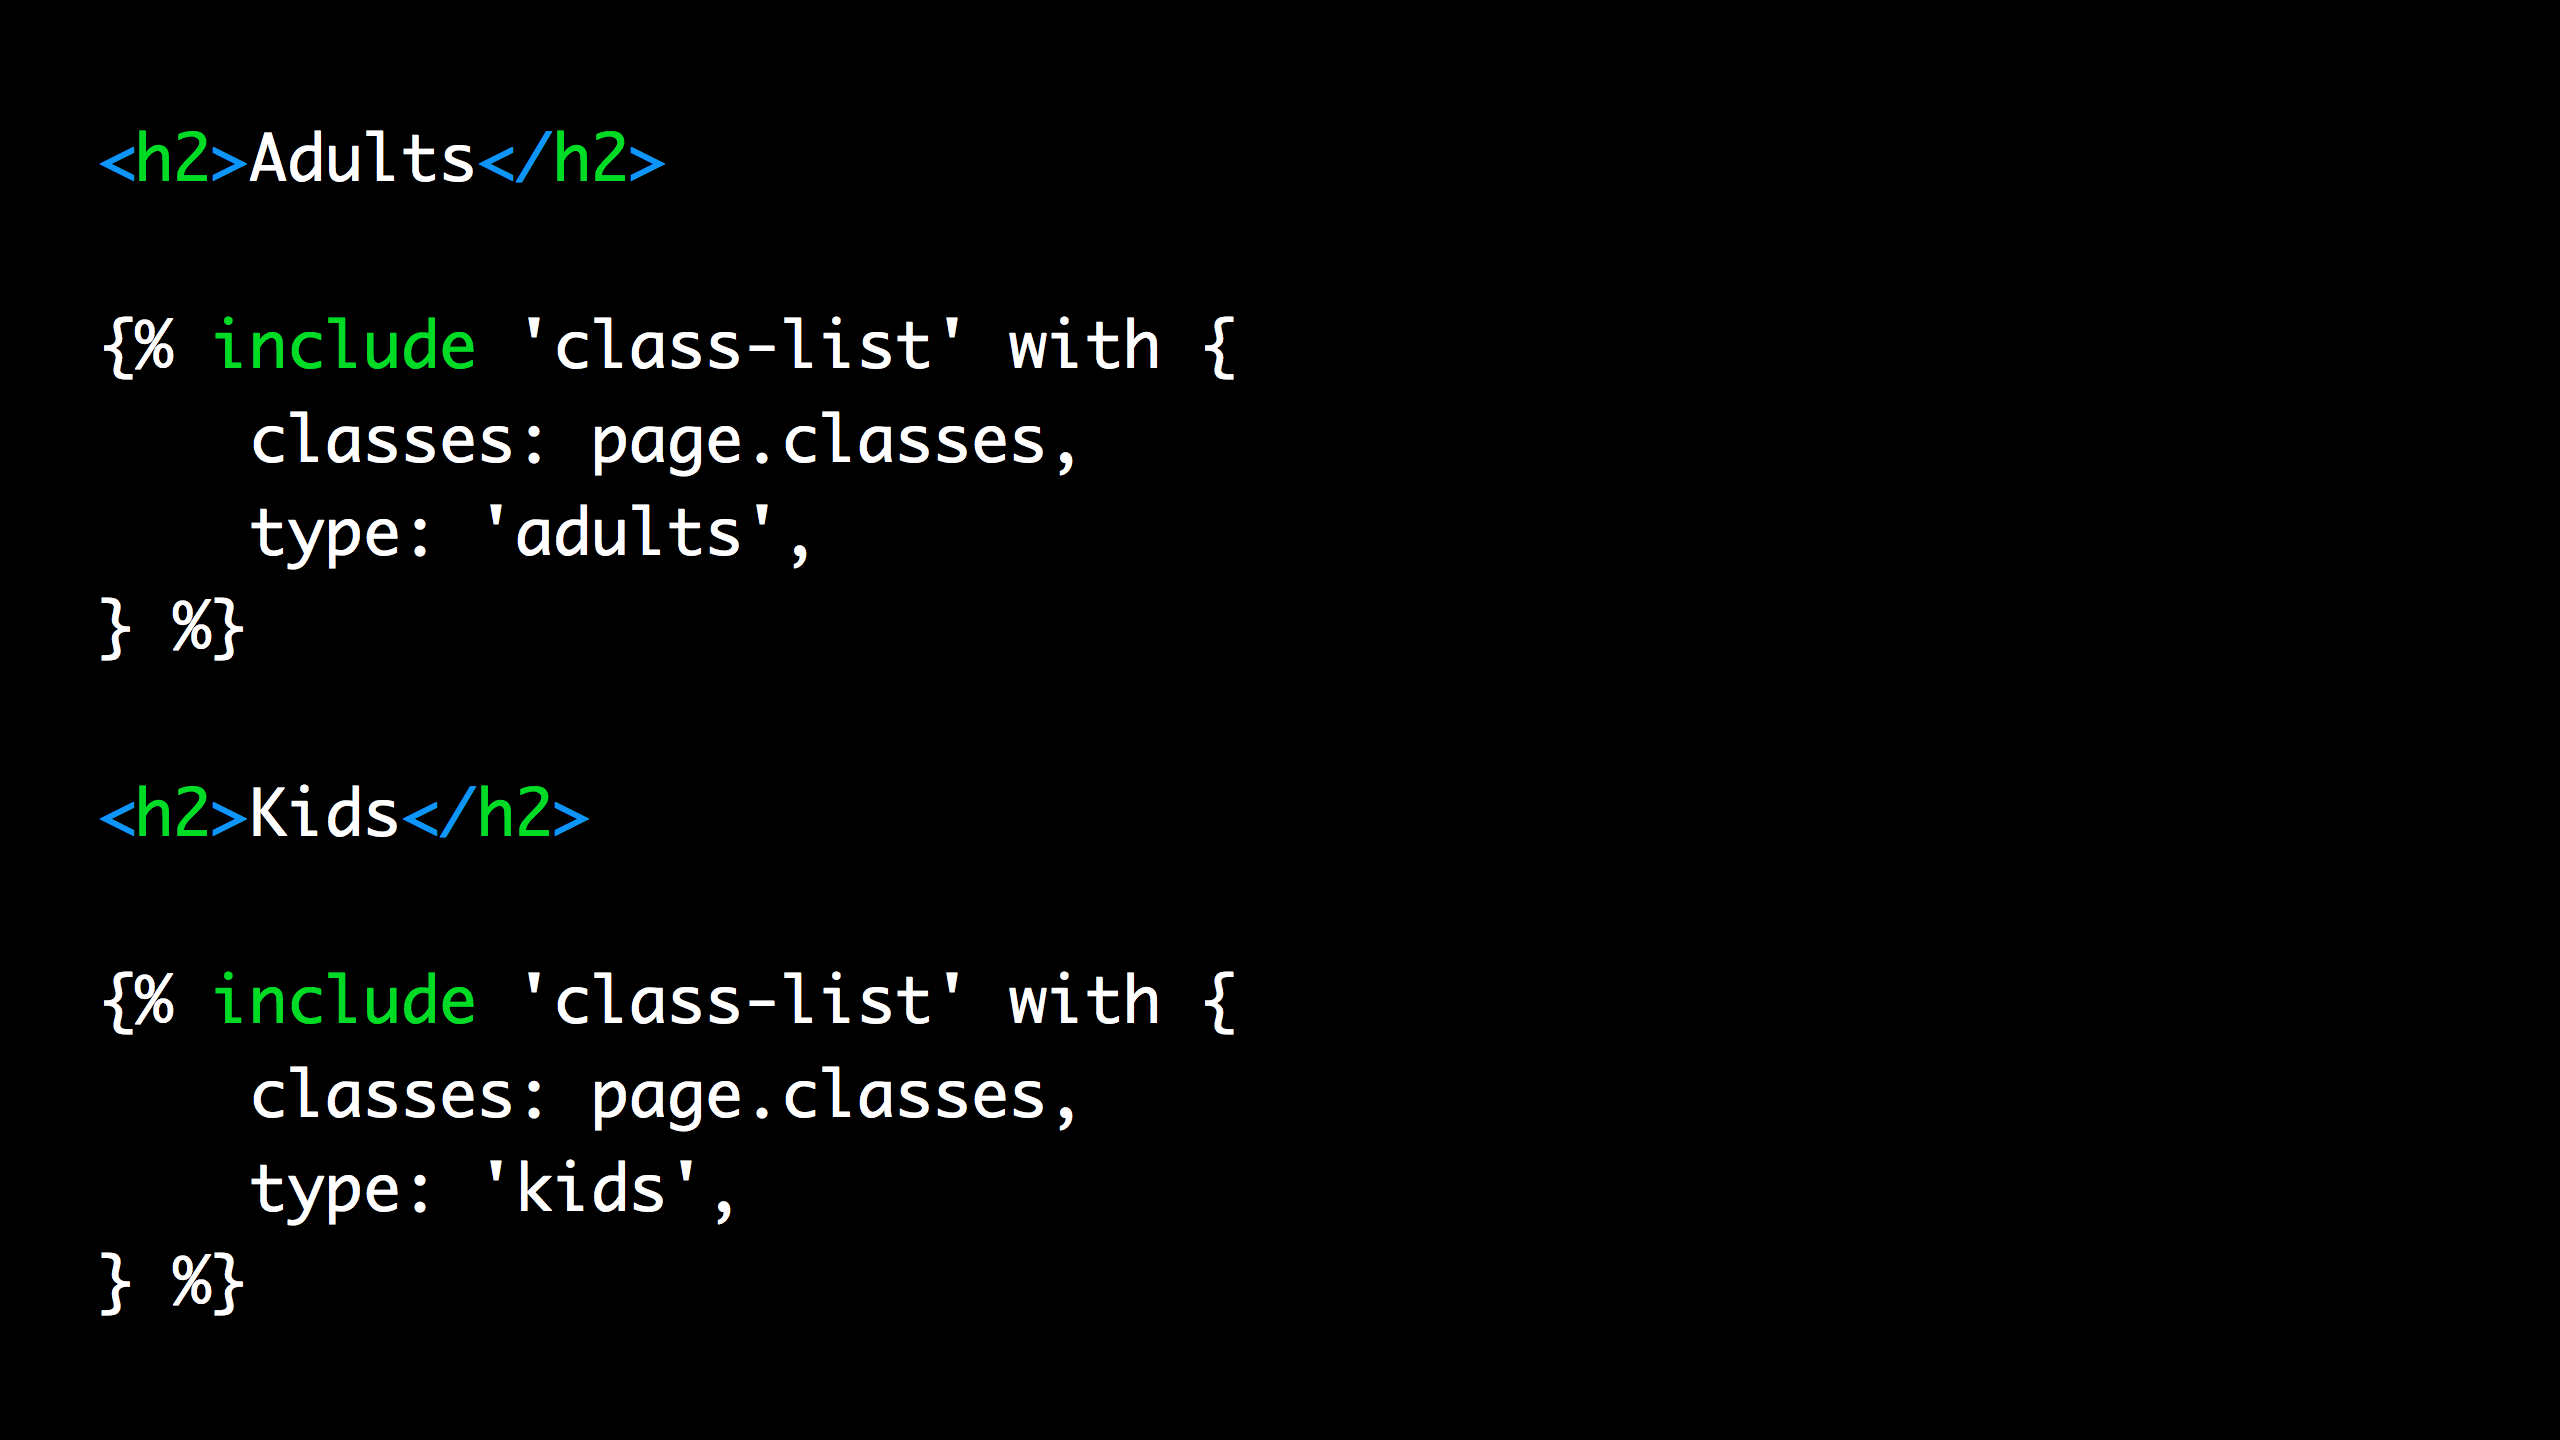 <h2>Adults</h2>
{% include 'class-list' with {
    classes: page.classes,
    type: 'adults',
} %}
<h2>Kids</h2>
{% include 'class-list' with {
    classes: page.classes,
    type: 'kids',
} %}